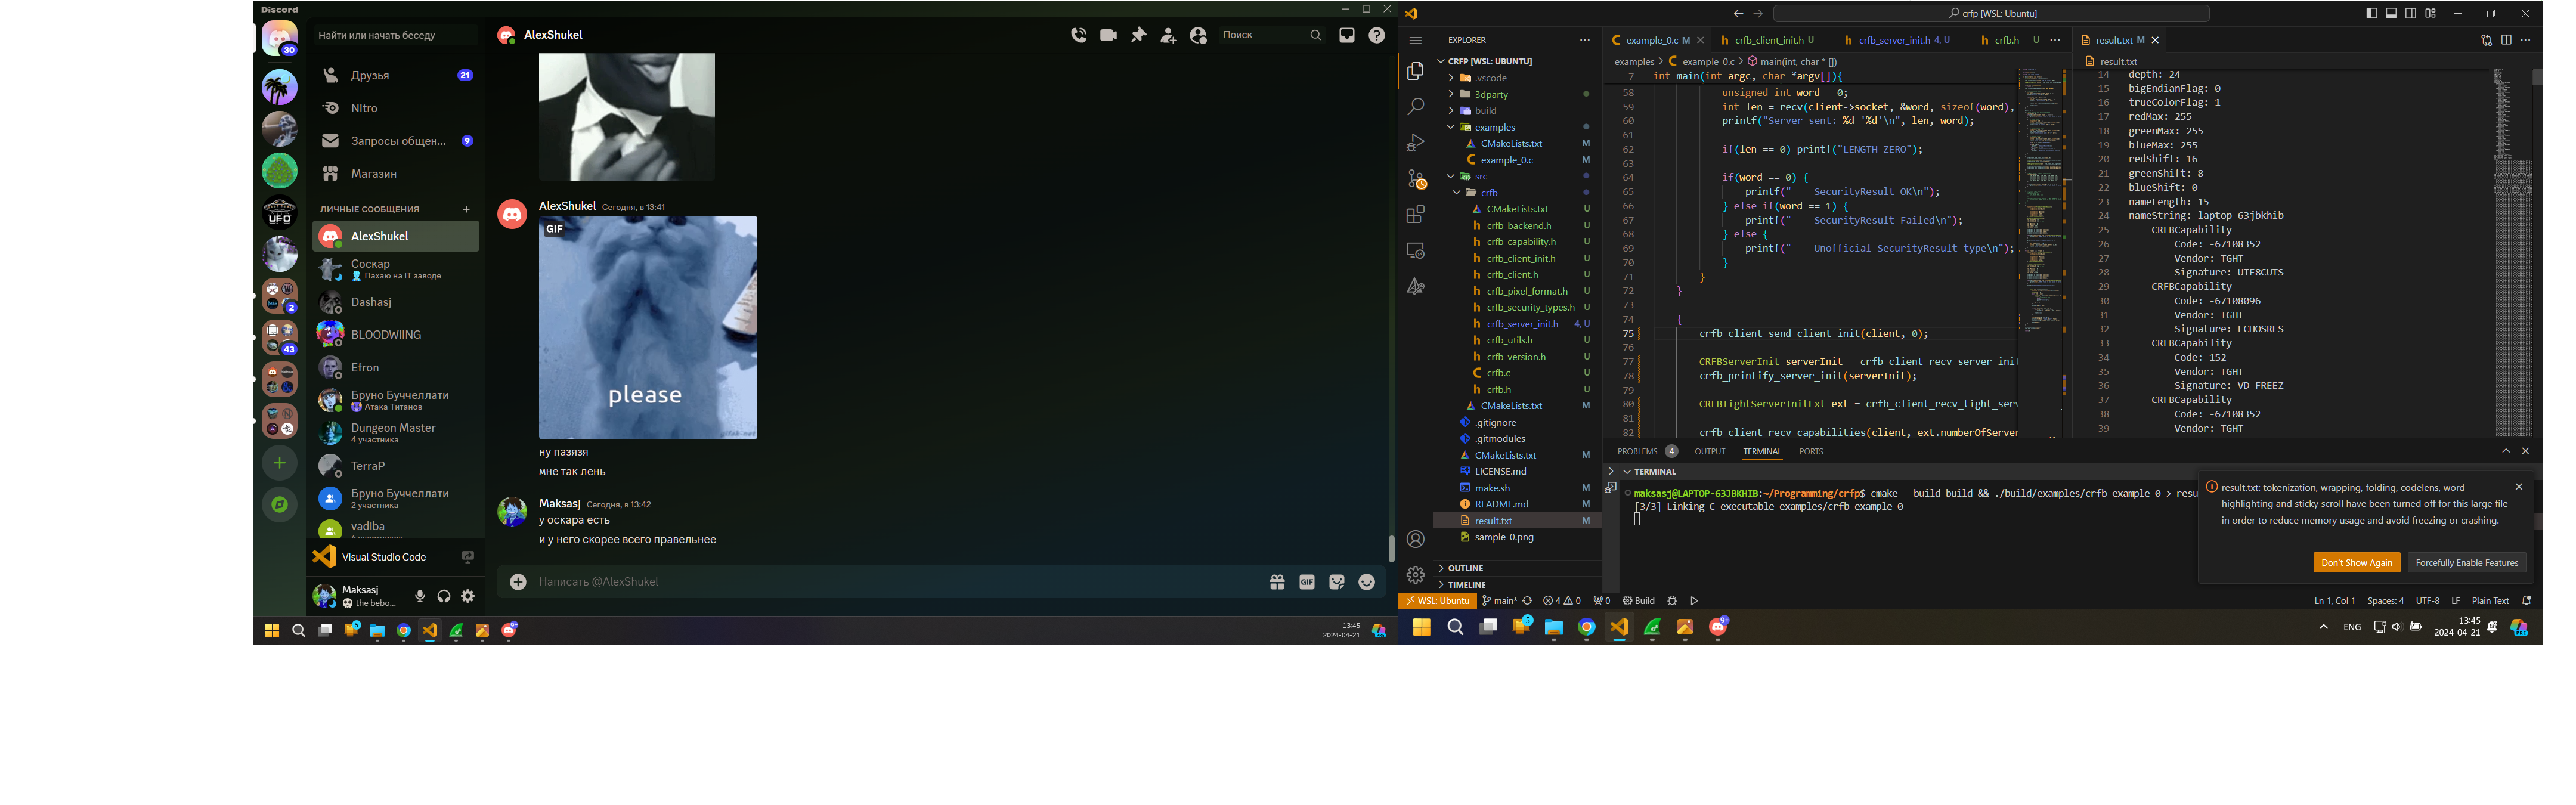 Discord
30
UFO
2
43
Найти или начать беседу
Друзья 21
Nitro
Запросы общен... 9
Магазин
ЛИЧНЫЕ СООБЩЕНИЯ +
AlexShukel
Соскар
Пахаю на IT заводе
Dashasj
BLOODWIING
Efron
Бруно Буччеллати
Атака Титанов
Dungeon Master
4 участника
TerraP
Бруно Буччеллати
2 участника
vadiba
Visual Studio Code
Maksasj
the bebo...
AlexShukel
Поиск
AlexShukel Сегодня, в 13:41
GIF
please
ну пазязя
мне так лень
Maksasj Сегодня, в 13:42
у оскара есть
и у него скорее всего правельнее
Написать @AlexShukel
GIF
13:45
2024-04-21
crfp [WSL: Ubuntu]
EXPLORER
CRFP [WSL: UBUNTU]
.vscode
3dparty
build
examples
CMakeLists.txt M
example_0.c M
src
crfb
CMakeLists.txt U
crfb_backend.h U
crfb_capability.h U
crfb_client_init.h U
crfb_client.h U
crfb_pixel_format.h U
crfb_security_types.h U
crfb_server_init.h 4, U
crfb_utils.h U
crfb_version.h U
crfb.c U
crfb.h U
CMakeLists.txt M
.gitignore
.gitmodules
CMakeLists.txt M
LICENSE.md
make.sh M
README.md M
result.txt M
sample_0.png
OUTLINE
TIMELINE
example_0.c M crfb_client_init.h U crfb_server_init.h 4, U crfb.h U
examples > example_0.c > main(int, char * [])
7 int main(int argc, char *argv[]){
58 unsigned int word = 0;
59 int len = recv(client->socket, &word, sizeof(word),
60 printf("Server sent: %d '%d'\n", len, word);
61
62 if(len == 0) printf("LENGTH ZERO");
63
64 if(word == 0) {
65 printf("    SecurityResult OK\n");
66 } else if(word == 1) {
67 printf("    SecurityResult Failed\n");
68 } else {
69 printf("    Unofficial SecurityResult type\n");
70 }
71 }
72 }
73
74 {
75 crfb_client_send_client_init(client, 0);
76
77 CRFBServerInit serverInit = crfb_client_recv_server_init
78 crfb_printify_server_init(serverInit);
79
80 CRFBTightServerInitExt ext = crfb_client_recv_tight_serv
81
82 crfb_client_recv_capabilities(client, ext.numberOfServer
result.txt M
result.txt
14 depth: 24
15 bigEndianFlag: 0
16 trueColorFlag: 1
17 redMax: 255
18 greenMax: 255
19 blueMax: 255
20 redShift: 16
21 greenShift: 8
22 blueShift: 0
23 nameLength: 15
24 nameString: laptop-63jbkhib
25 CRFBCapability
26 Code: -67108352
27 Vendor: TGHT
28 Signature: UTF8CUTS
29 CRFBCapability
30 Code: -67108096
31 Vendor: TGHT
32 Signature: ECHOSRES
33 CRFBCapability
34 Code: 152
35 Vendor: TGHT
36 Signature: VD_FREEZ
37 CRFBCapability
38 Code: -67108352
39 Vendor: TGHT
PROBLEMS 4 OUTPUT TERMINAL PORTS
TERMINAL
maksasj@LAPTOP-63JBKHIB:~/Programming/crfp$ cmake --build build && ./build/examples/crfb_example_0 > resu
[3/3] Linking C executable examples/crfb_example_0
result.txt: tokenization, wrapping, folding, codelens, word
highlighting and sticky scroll have been turned off for this large file
in order to reduce memory usage and avoid freezing or crashing.
Don't Show Again Forcefully Enable Features
WSL: Ubuntu main* 4 0 0 Build
Ln 1, Col 1 Spaces: 4 UTF-8 LF Plain Text
ENG
13:45
2024-04-21